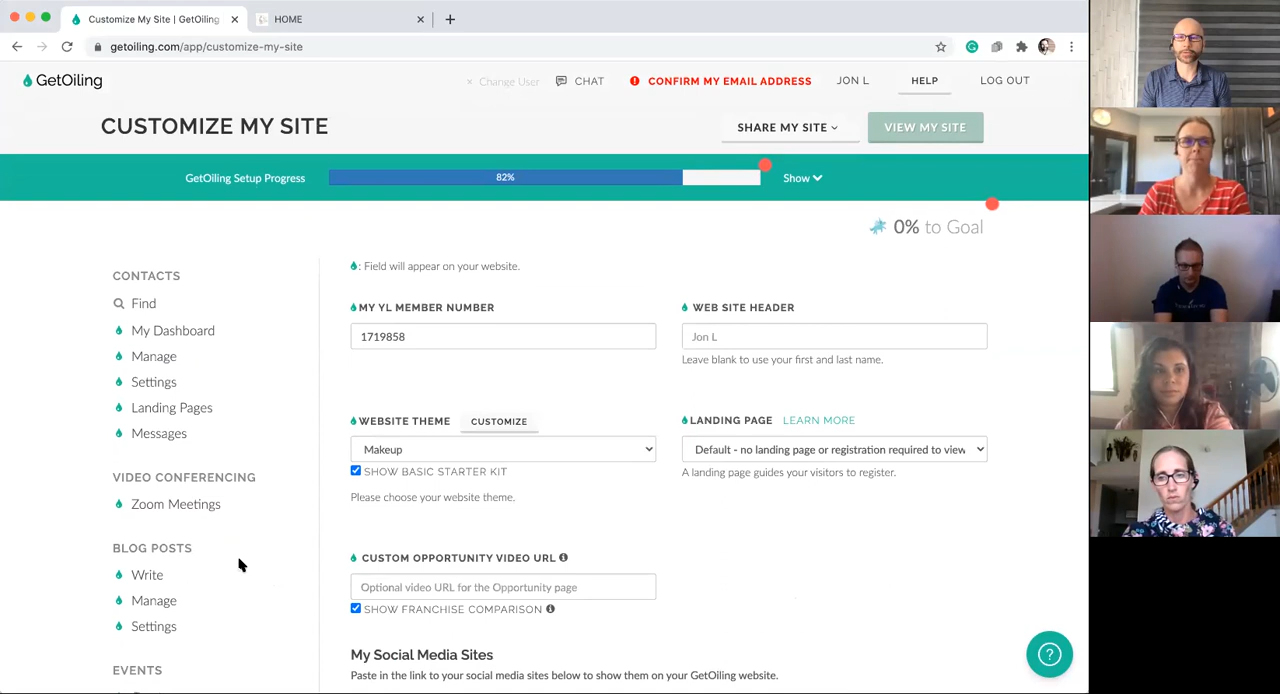 Customize My Site | GetOiling
HOME
getoiling.com/app/customize-my-site
GetOiling
× Change User
CHAT
CONFIRM MY EMAIL ADDRESS
JON L
HELP
LOG OUT
CUSTOMIZE MY SITE
SHARE MY SITE
VIEW MY SITE
GetOiling Setup Progress
82%
Show
0% to Goal
CONTACTS
Find
My Dashboard
Manage
Settings
Landing Pages
Messages
VIDEO CONFERENCING
Zoom Meetings
BLOG POSTS
Write
Manage
Settings
EVENTS
: Field will appear on your website.
MY YL MEMBER NUMBER
1719858
WEB SITE HEADER
Jon L
Leave blank to use your first and last name.
WEBSITE THEME
CUSTOMIZE
Makeup
SHOW BASIC STARTER KIT
Please choose your website theme.
LANDING PAGE
LEARN MORE
Default - no landing page or registration required to view
A landing page guides your visitors to register.
CUSTOM OPPORTUNITY VIDEO URL
Optional video URL for the Opportunity page
SHOW FRANCHISE COMPARISON
My Social Media Sites
Paste in the link to your social media sites below to show them on your GetOiling website.
?